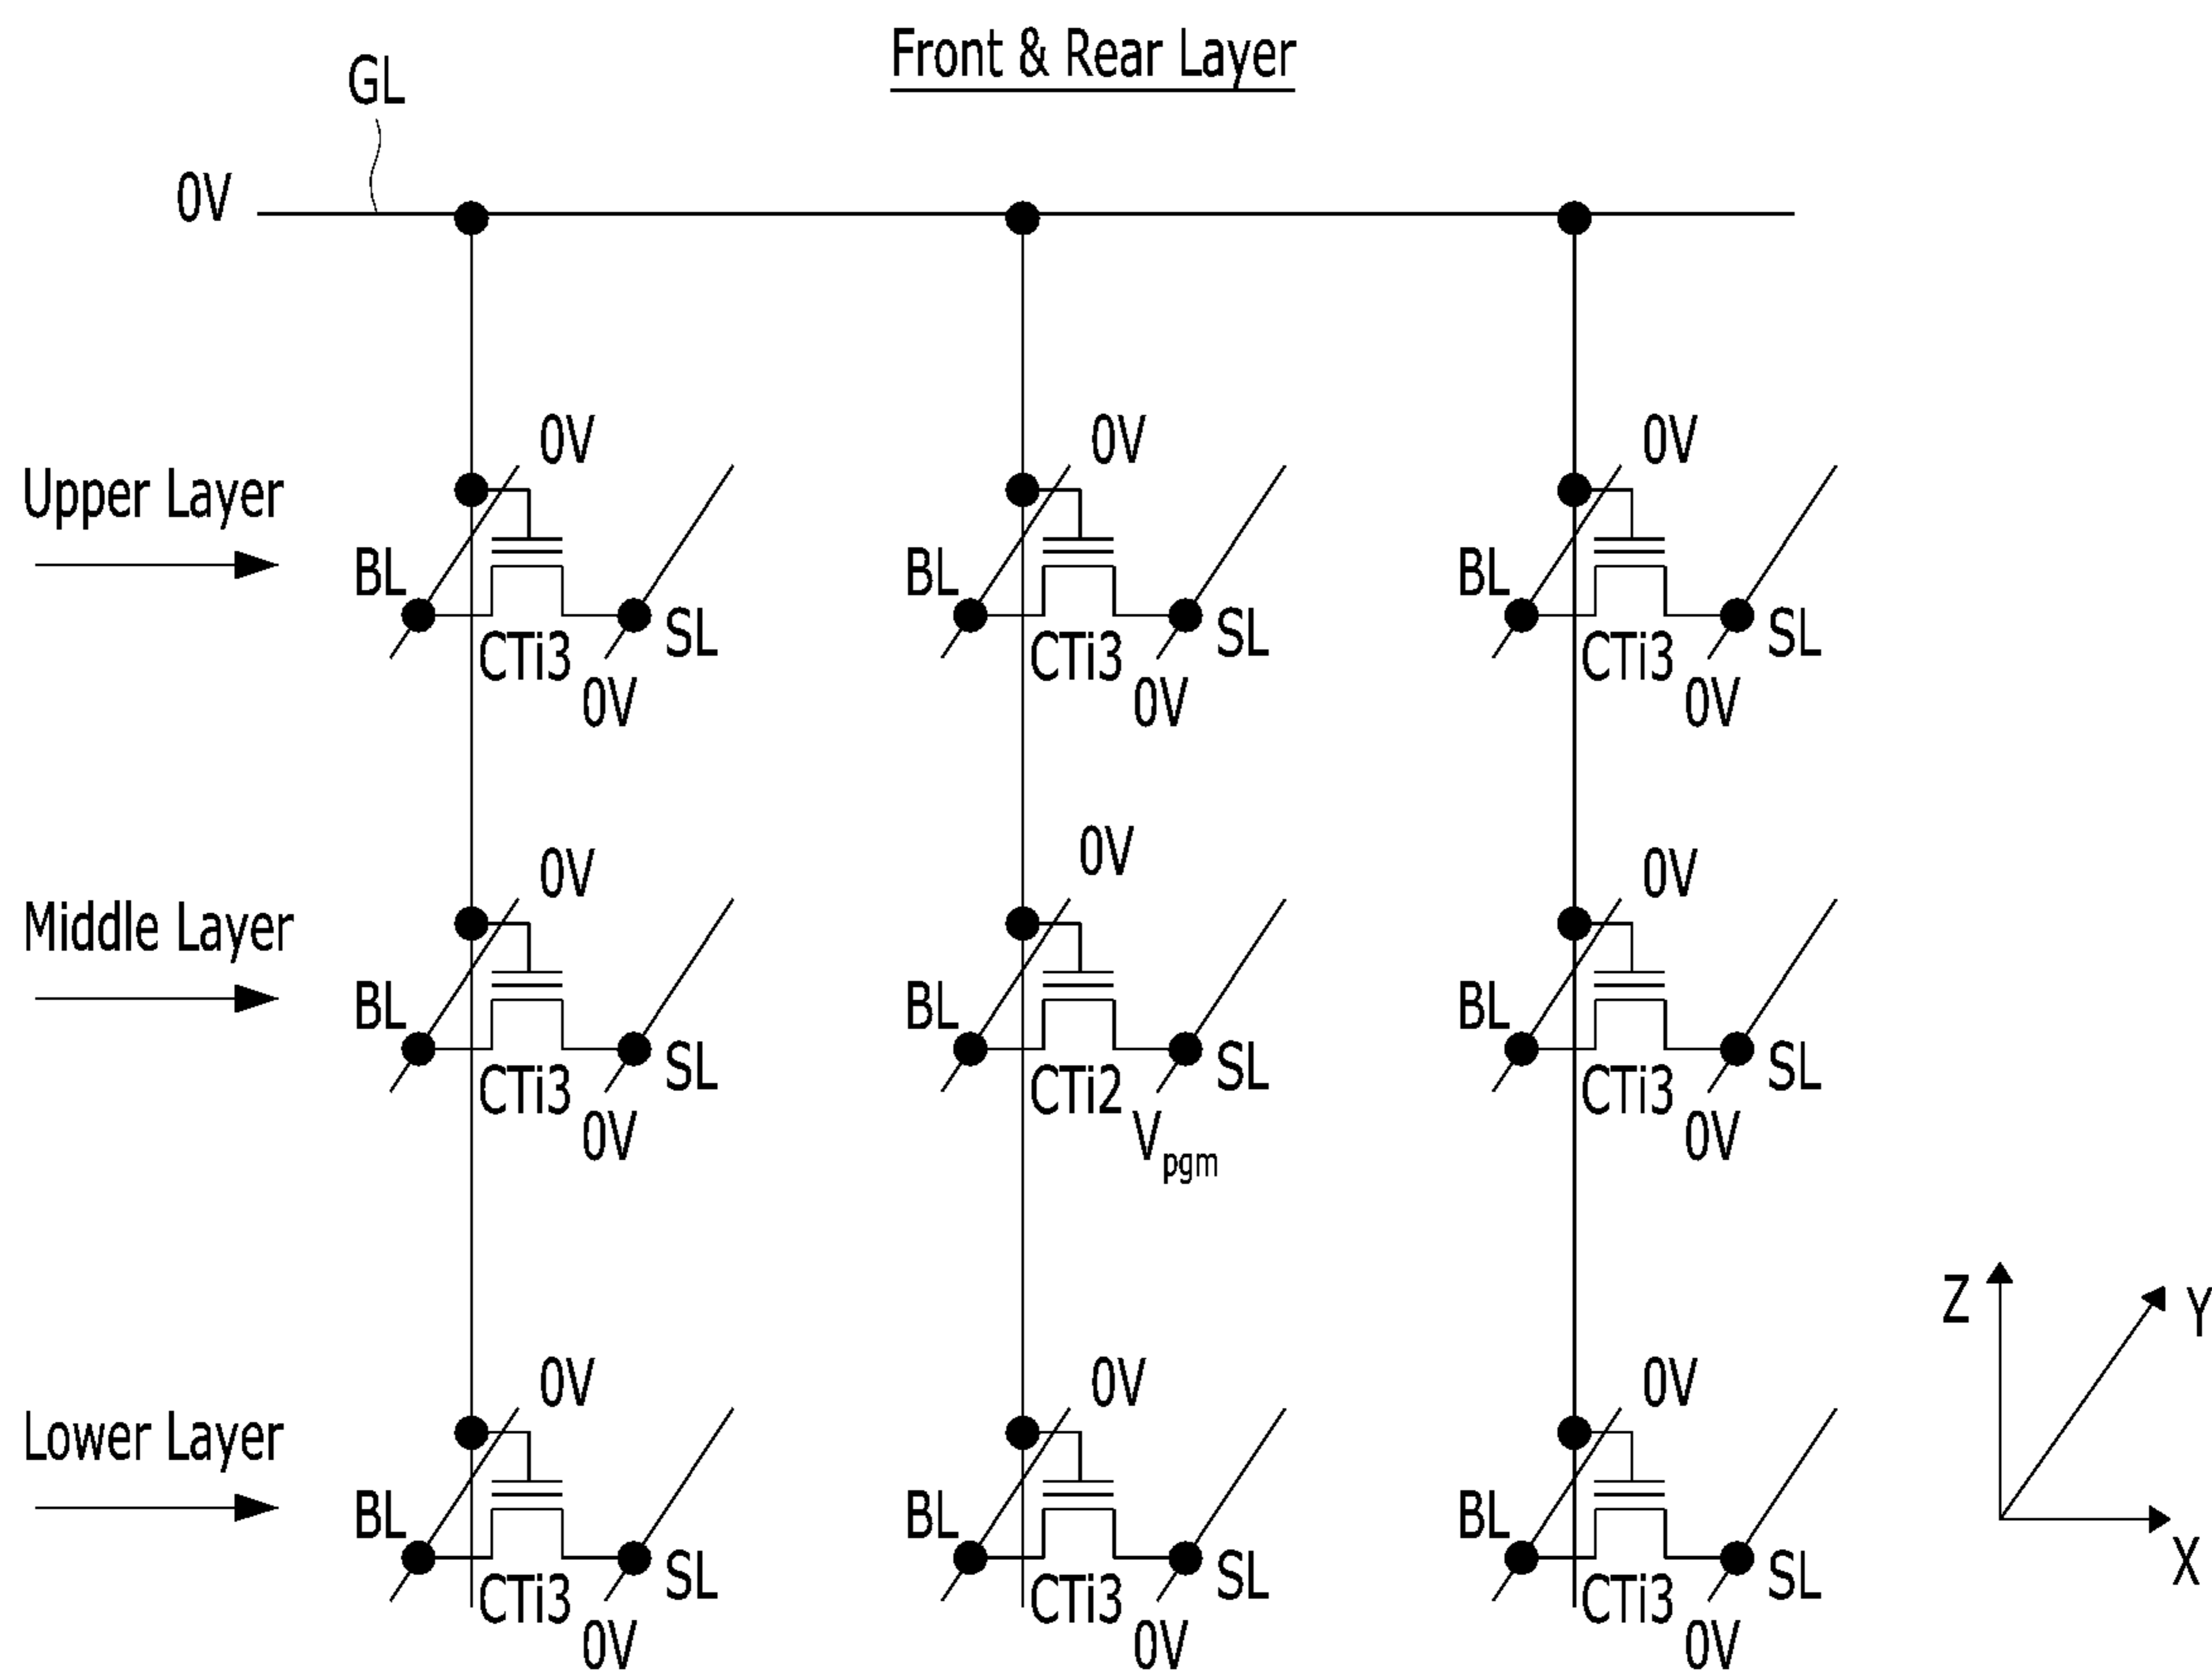 Front & Rear Layer
GL
0V
0V 0V 0V
Upper Layer
BL BL BL
CTi3 SL CTi3 SL CTi3 SL
0V 0V 0V
0V 0V 0V
Middle Layer
BL BL BL
CTi3 SL CTi2 SL CTi3 SL
0V Vpgm 0V
Z Y
X
0V 0V 0V
Lower Layer
BL BL BL
CTi3 SL CTi3 SL CTi3 SL
0V 0V 0V